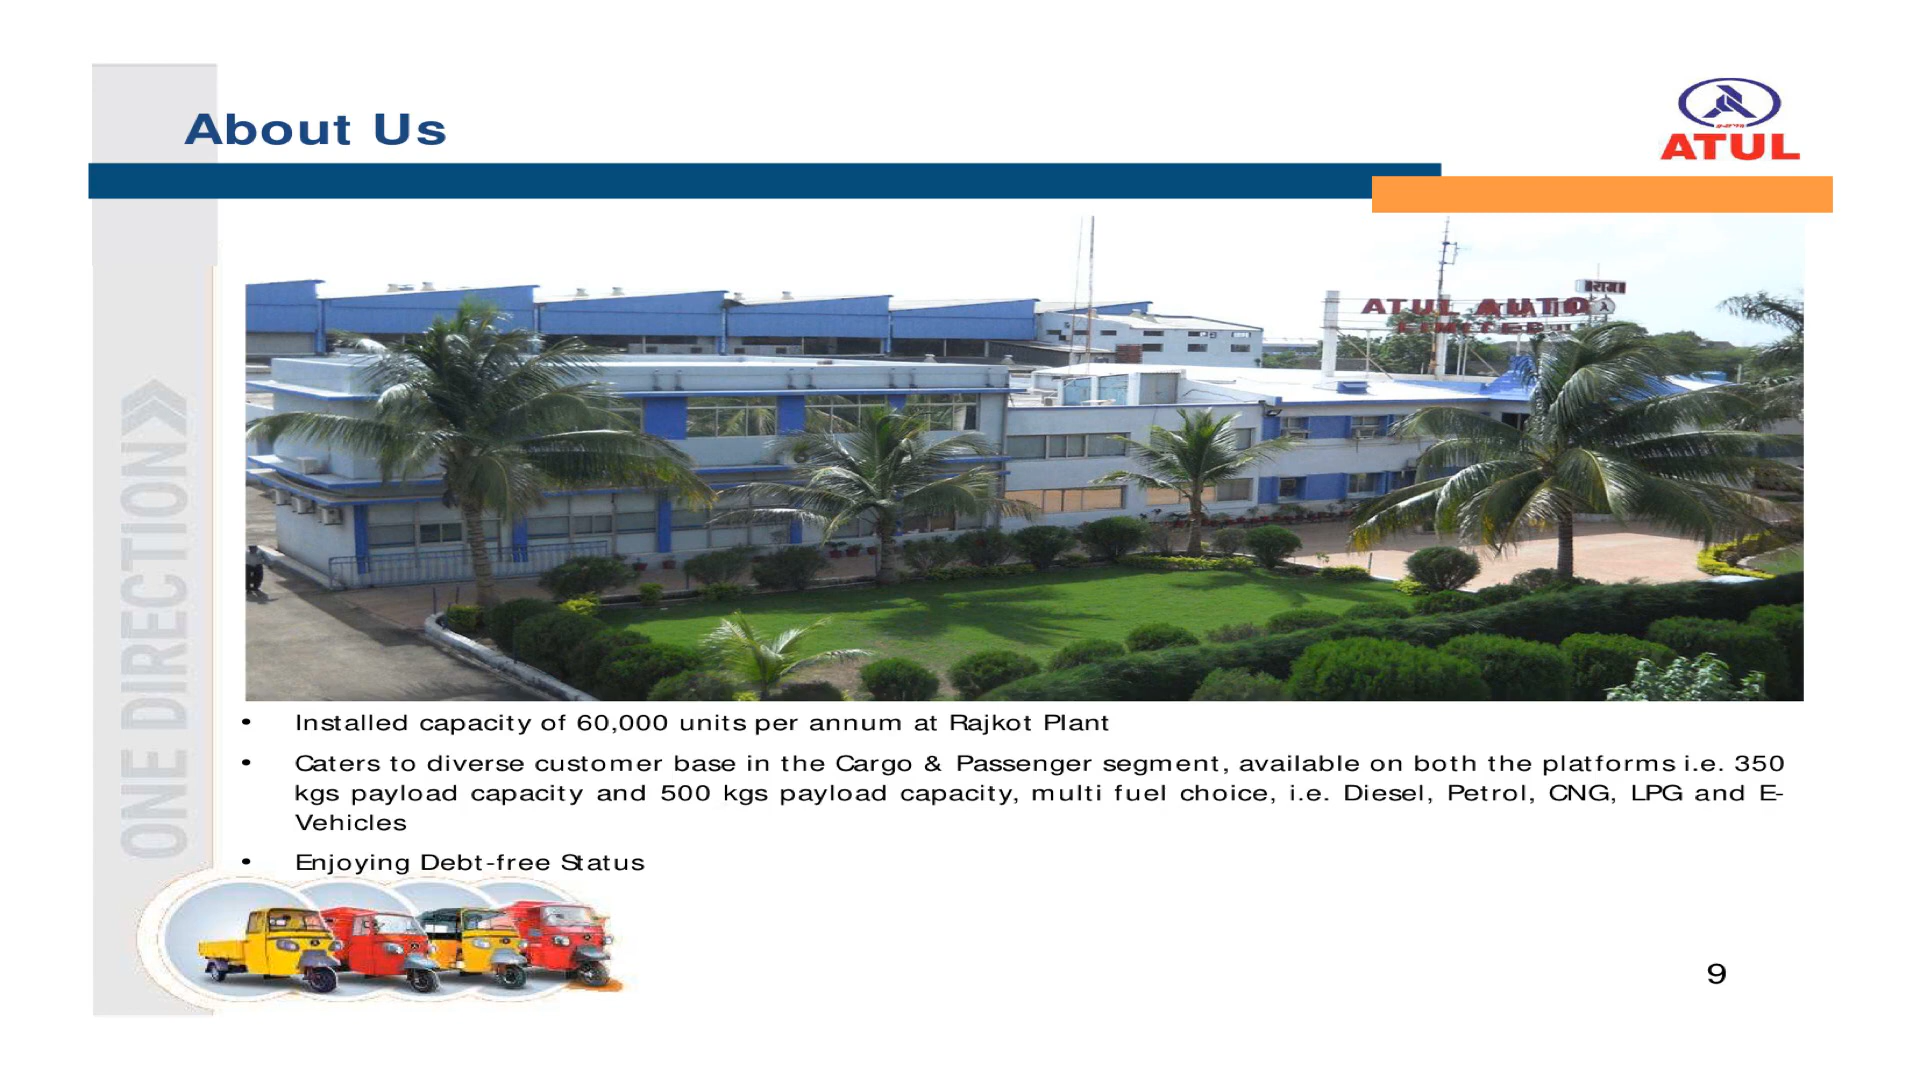 About Us
ATUL
ATUL AUTO
ONE DIRECTION
• Installed capacity of 60,000 units per annum at Rajkot Plant
• Caters to diverse customer base in the Cargo & Passenger segment, available on both the platforms i.e. 350
kgs payload capacity and 500 kgs payload capacity, multi fuel choice, i.e. Diesel, Petrol, CNG, LPG and E-
Vehicles
• Enjoying Debt-free Status
9